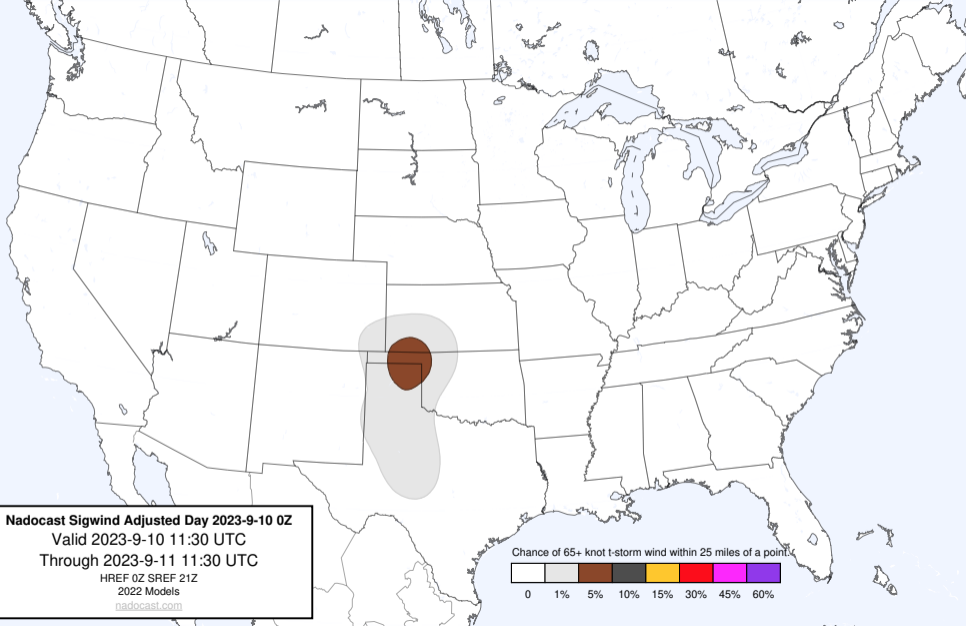 Nadocast Sigwind Adjusted Day 2023-9-10 0Z
Valid 2023-9-10 11:30 UTC
Through 2023-9-11 11:30 UTC
HREF 0Z SREF 21Z
2022 Models
nadocast.com
Chance of 65+ knot t-storm wind within 25 miles of a point.
0 1% 5% 10% 15% 30% 45% 60%